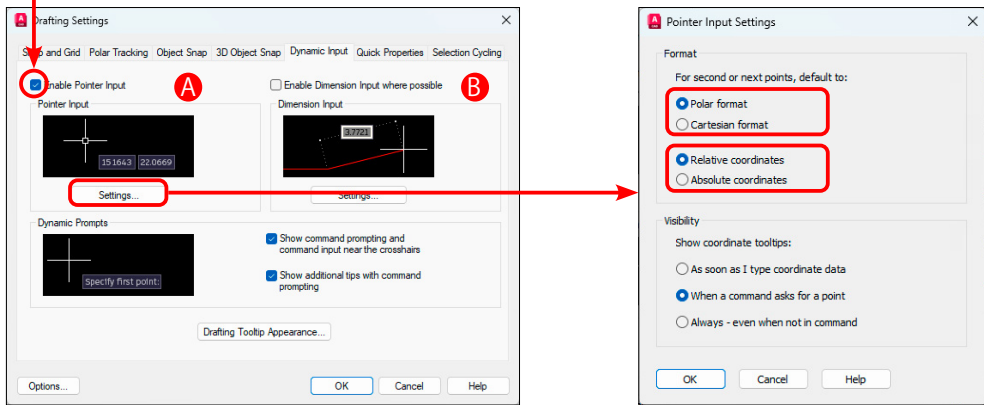 Drafting Settings
Snap and Grid Polar Tracking Object Snap 3D Object Snap Dynamic Input Quick Properties Selection Cycling
Enable Pointer Input
A
Enable Dimension Input where possible
B
Pointer Input
15.1643 22.0669
Settings...
Dimension Input
3.7721
Settings...
Dynamic Prompts
Specify first point:
Show command prompting and
command input near the crosshairs
Show additional tips with command
prompting
Drafting Tooltip Appearance...
Options...
OK Cancel Help
Pointer Input Settings
Format
For second or next points, default to:
Polar format
Cartesian format
Relative coordinates
Absolute coordinates
Visibility
Show coordinate tooltips:
As soon as I type coordinate data
When a command asks for a point
Always - even when not in command
OK Cancel Help